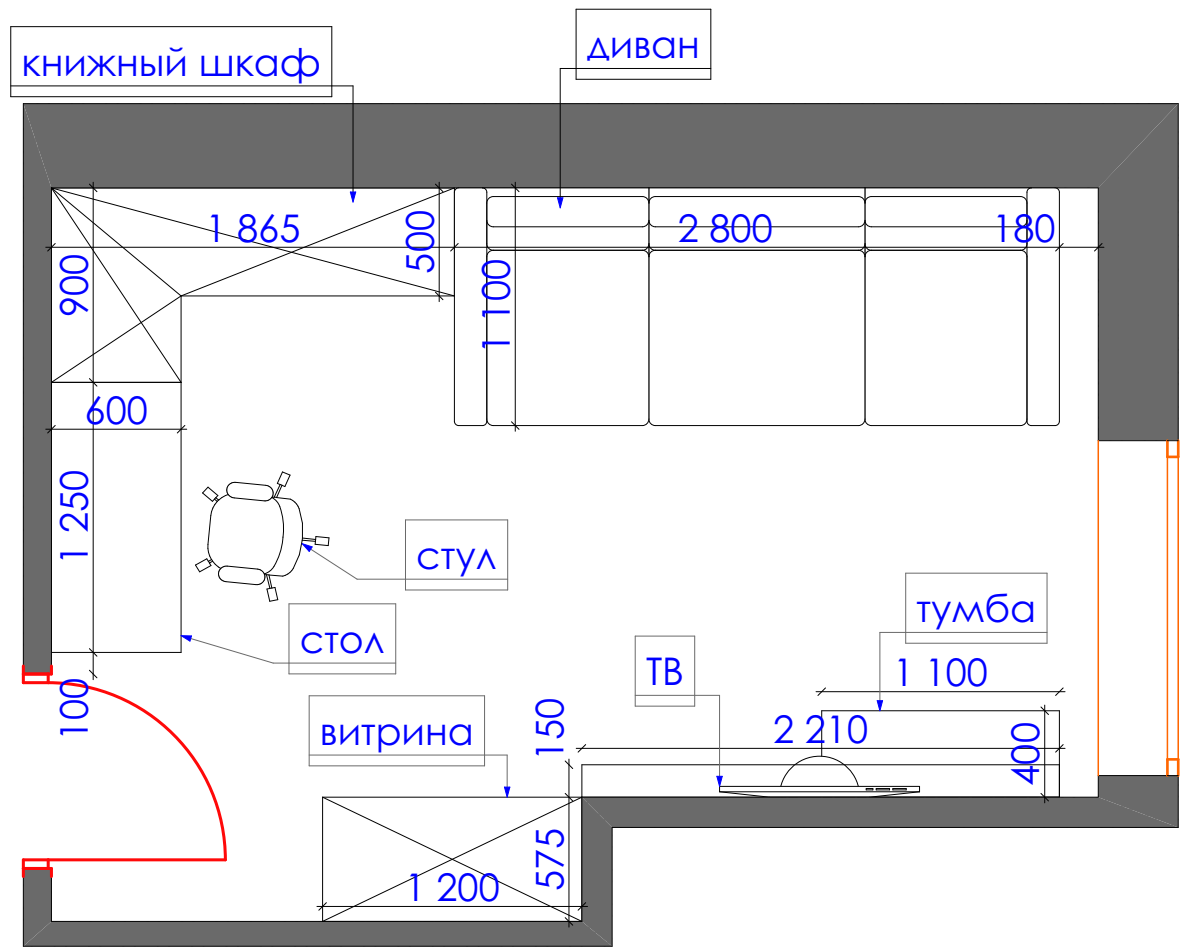 диван
книжный шкаф
1 865
500
2 800
180
900
1 100
600
1 250
стул
тумба
стол
ТВ
1 100
100
витрина
150
2 210
400
575
1 200